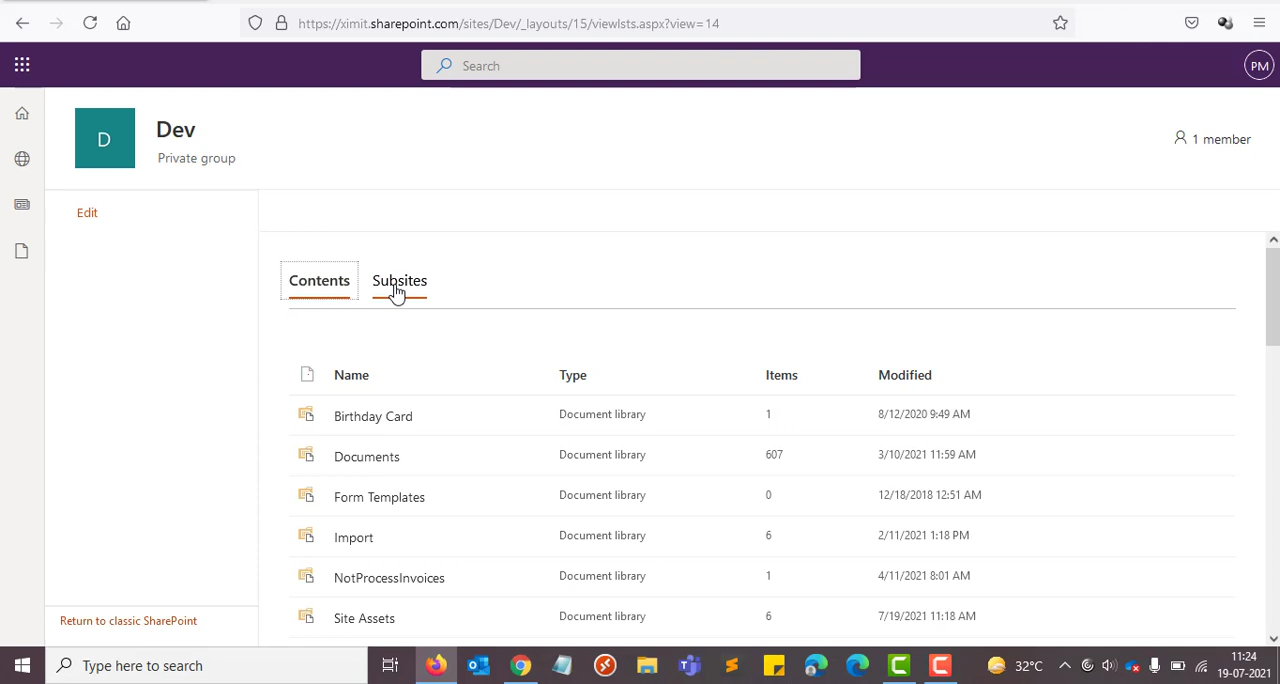 https://ximit.sharepoint.com/sites/Dev/_layouts/15/viewlsts.aspx?view=14
Search
PM
D
Dev
Private group
1 member
Edit
Contents
Subsites
Name Type Items Modified
Birthday Card Document library 1 8/12/2020 9:49 AM
Documents Document library 607 3/10/2021 11:59 AM
Form Templates Document library 0 12/18/2018 12:51 AM
Import Document library 6 2/11/2021 1:18 PM
NotProcessInvoices Document library 1 4/11/2021 8:01 AM
Site Assets Document library 6 7/19/2021 11:18 AM
Return to classic SharePoint
Type here to search
32°C
11:24
19-07-2021